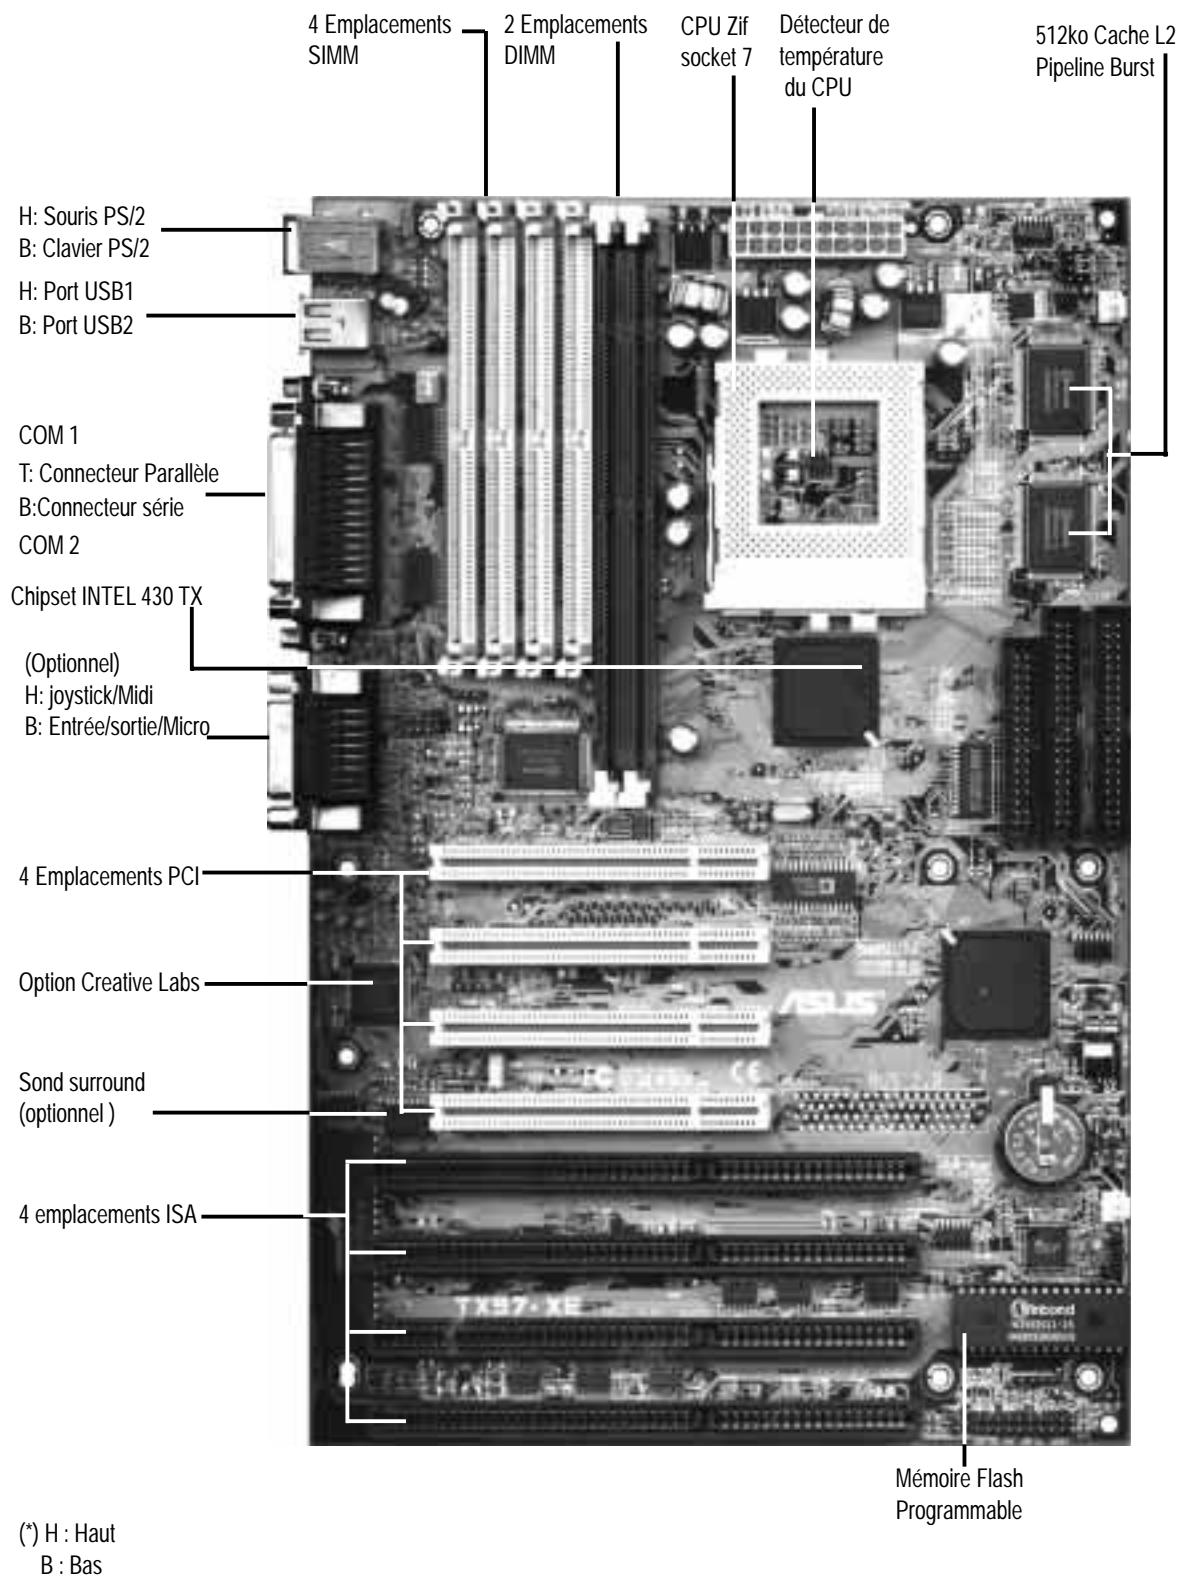 4 Emplacements
SIMM
2 Emplacements
DIMM
CPU Zif
socket 7
Détecteur de
température
du CPU
512ko Cache L2
Pipeline Burst
H: Souris PS/2
B: Clavier PS/2
H: Port USB1
B: Port USB2
COM 1
T: Connecteur Parallèle
B:Connecteur série
COM 2
Chipset INTEL 430 TX
(Optionnel)
H: joystick/Midi
B: Entrée/sortie/Micro
4 Emplacements PCI
Option Creative Labs
ASUS
CE
Sond surround
(optionnel )
4 emplacements ISA
TX97-XE
Winbond
Mémoire Flash
Programmable
(*) H : Haut
B : Bas